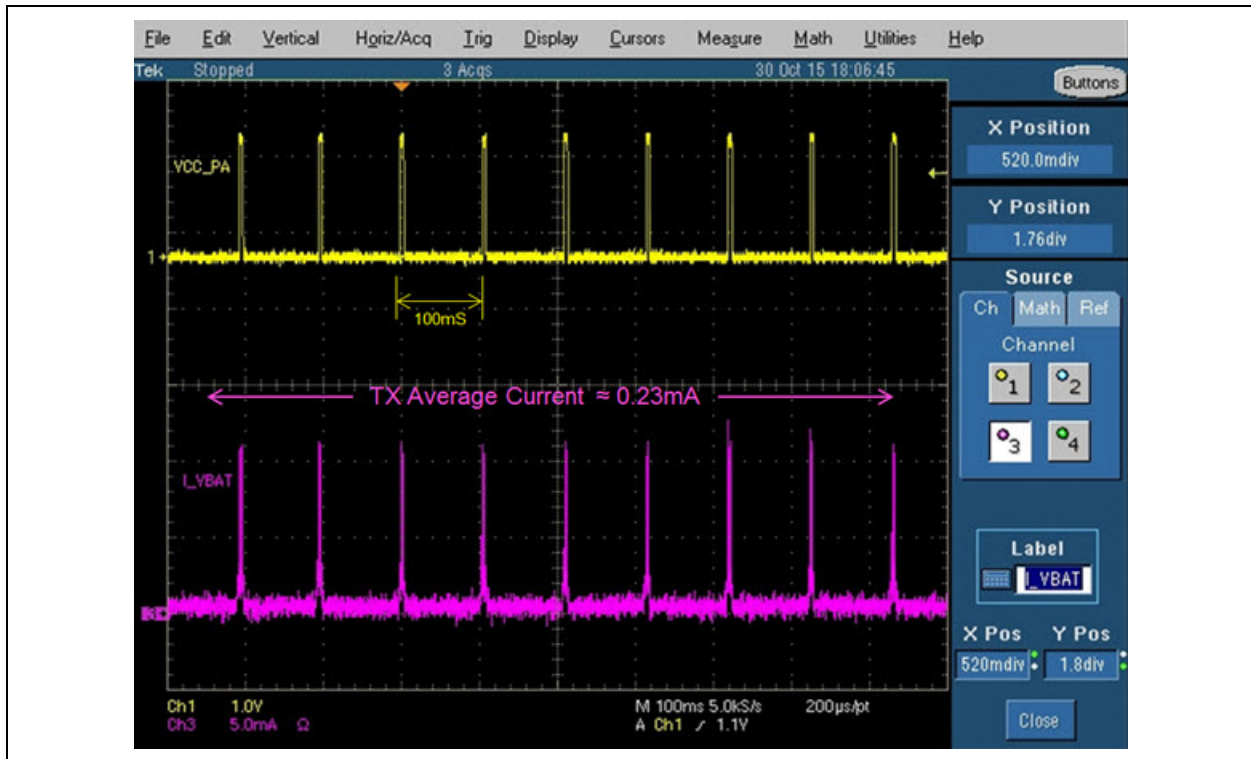 File Edit Vertical Horiz/Acq Trig Display Cursors Measure Math Utilities Help
Tek Stopped 3 Acqs 30 Oct 15 18:06:45
Buttons
X Position
520.0mdiv
Y Position
1.76div
Source
Ch Math Ref
Channel
1 2
3 4
Label
I_VBAT
X Pos Y Pos
520mdiv 1.8div
Close
VCC_PA
1
100mS
TX Average Current ≈ 0.23mA
I_VBAT
3
Ch1 1.0V M 100ms 5.0kS/s 200µs/pt
Ch3 5.0mA Ω A Ch1 ∕ 1.1V